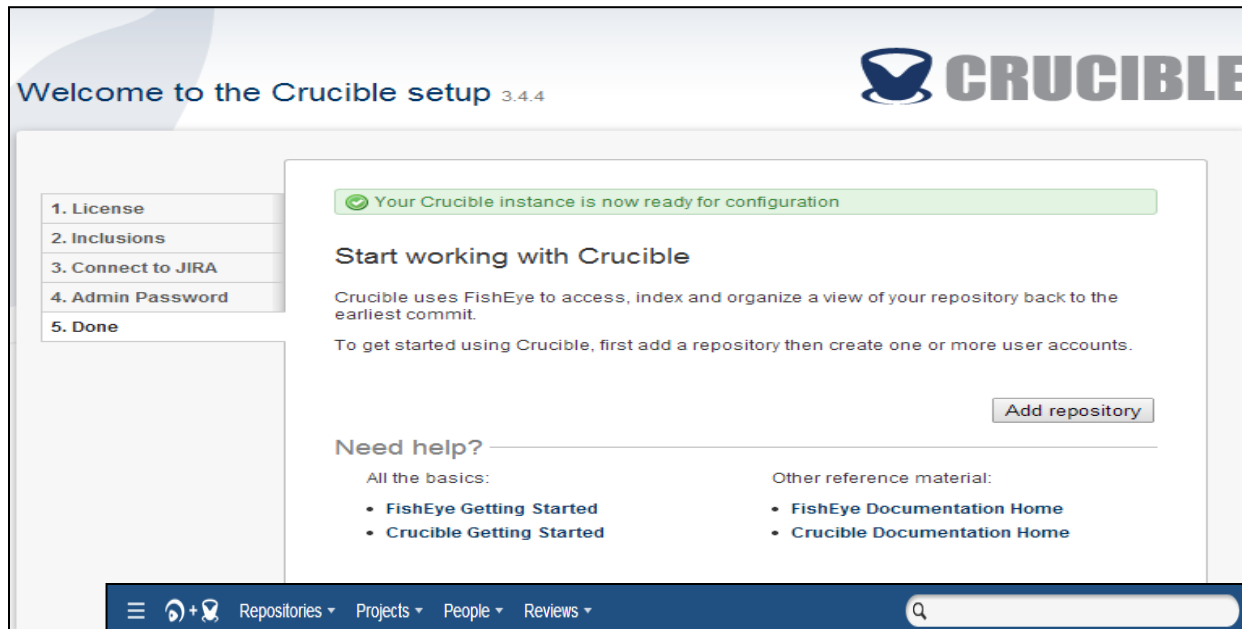 Welcome to the Crucible setup 3.4.4
CRUCIBLE
1. License
2. Inclusions
3. Connect to JIRA
4. Admin Password
5. Done
Your Crucible instance is now ready for configuration
Start working with Crucible
Crucible uses FishEye to access, index and organize a view of your repository back to the
earliest commit.
To get started using Crucible, first add a repository then create one or more user accounts.
Add repository
Need help?
All the basics:
• FishEye Getting Started
• Crucible Getting Started
Other reference material:
• FishEye Documentation Home
• Crucible Documentation Home
Repositories Projects People Reviews